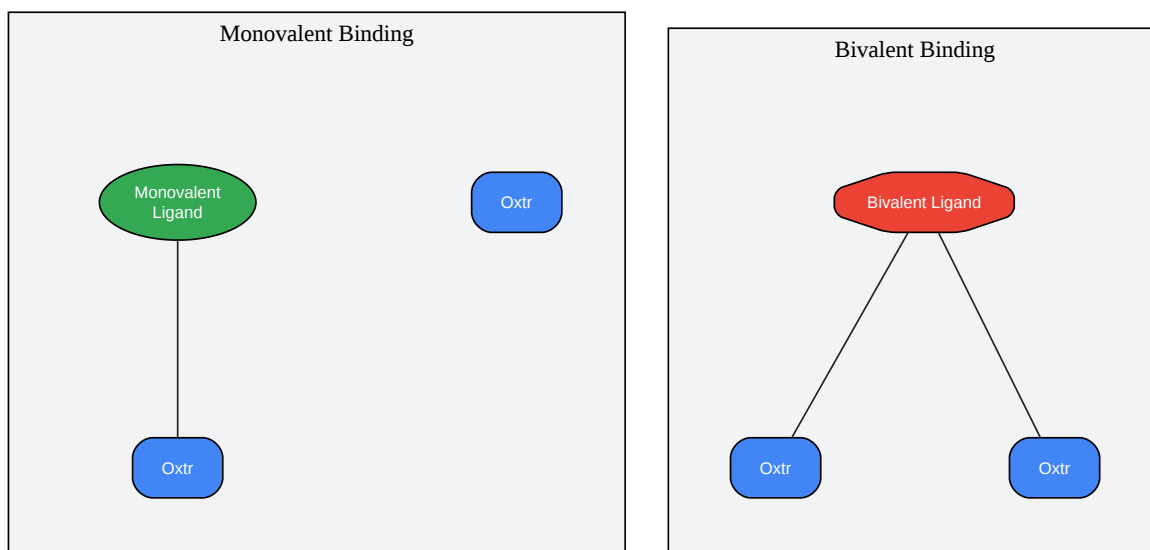 Monovalent Binding
Monovalent
Ligand
Oxtr
Oxtr
Bivalent Binding
Bivalent Ligand
Oxtr
Oxtr